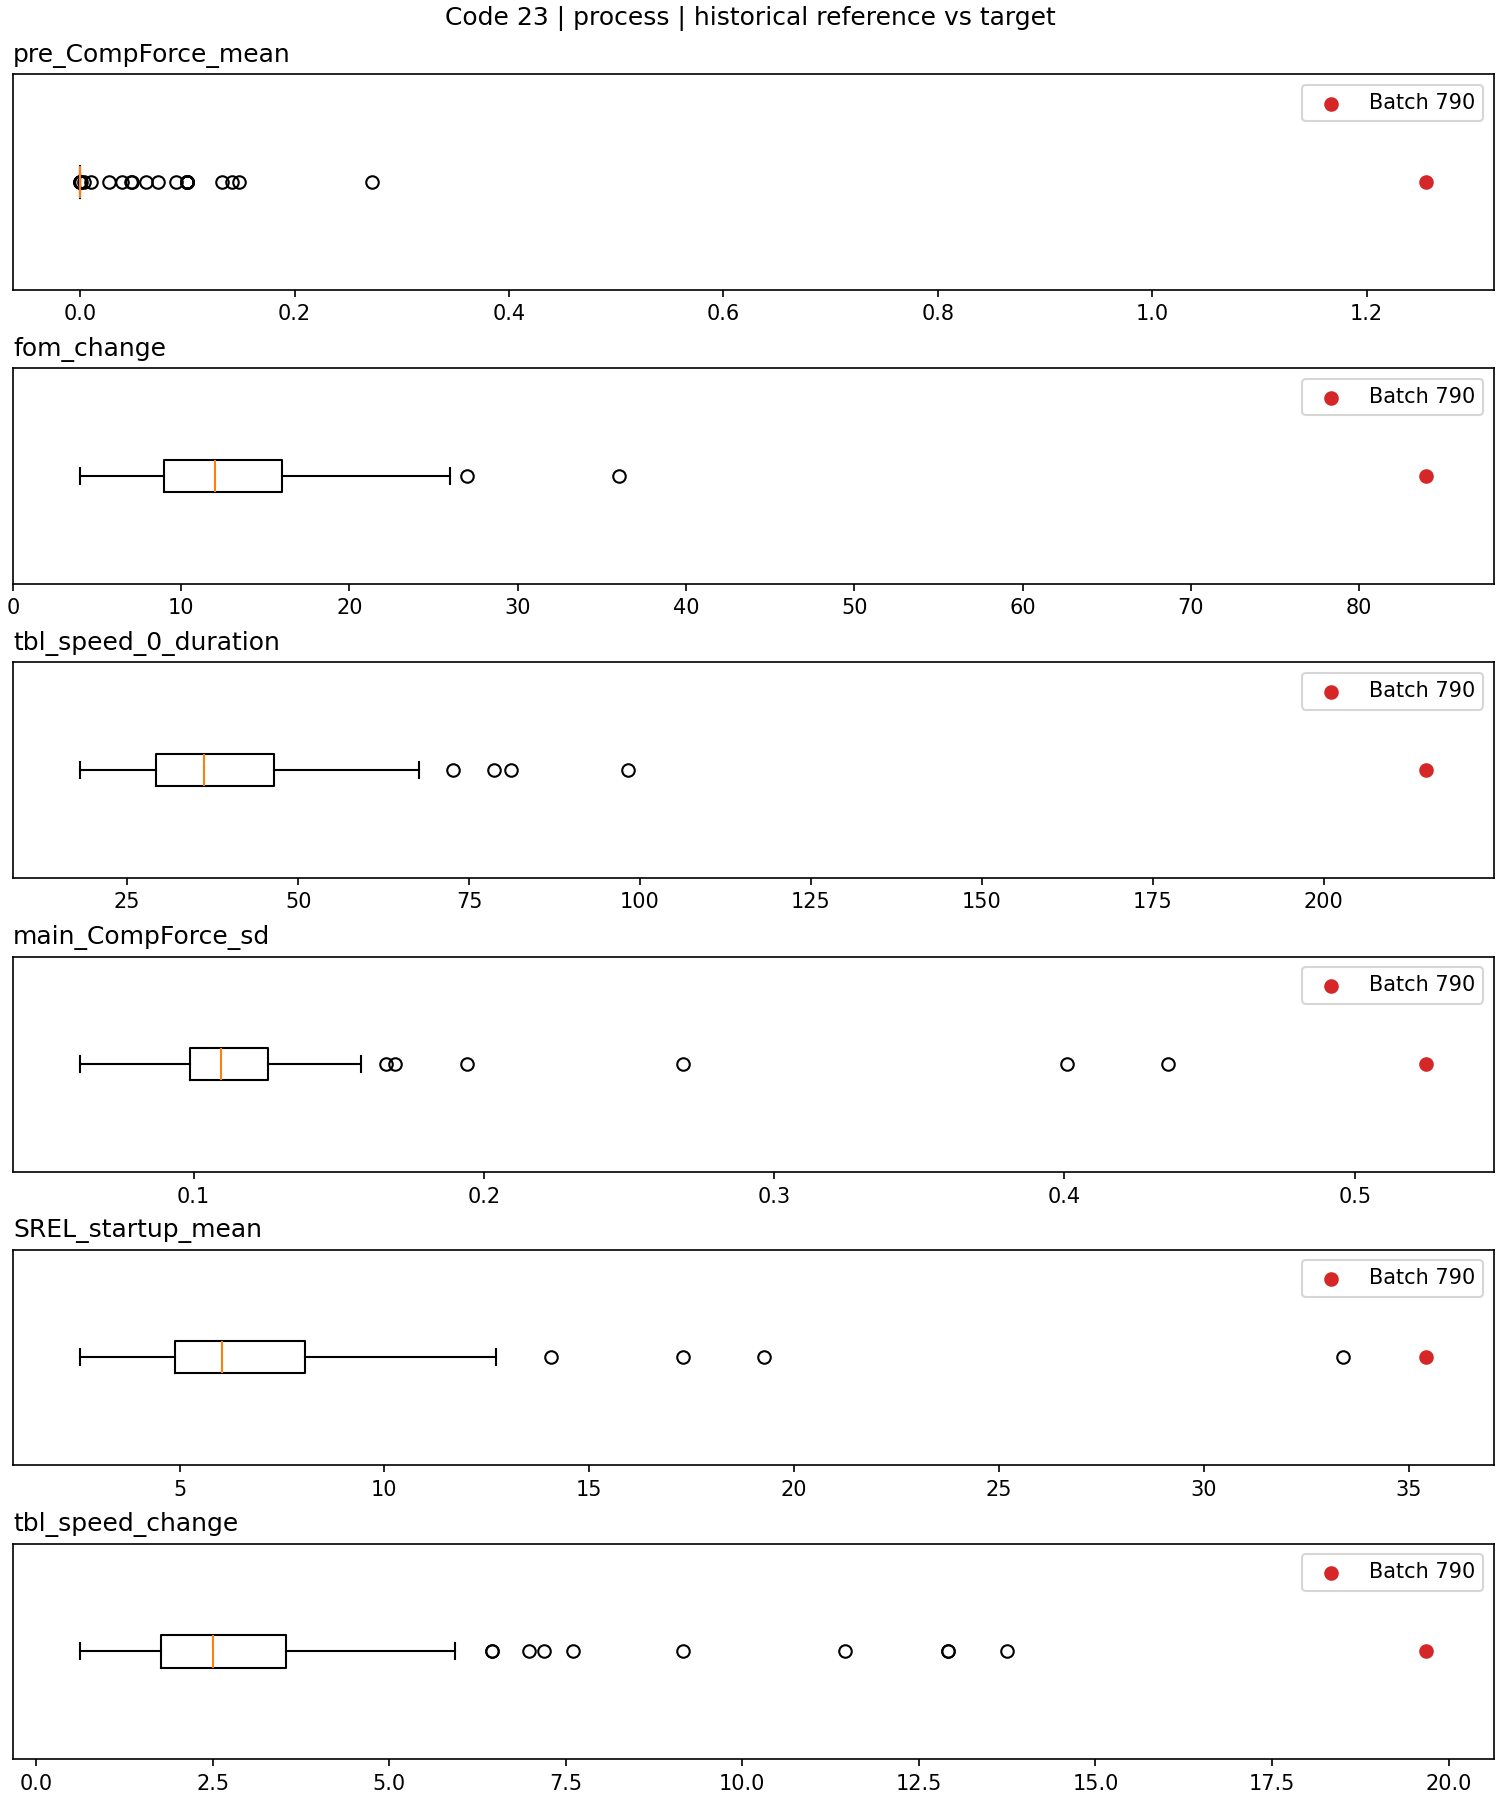 Code 23 | process | historical reference vs target
pre_CompForce_mean
Batch 790
0.0 0.2 0.4 0.6 0.8 1.0 1.2
fom_change
Batch 790
0 10 20 30 40 50 60 70 80
tbl_speed_0_duration
Batch 790
25 50 75 100 125 150 175 200
main_CompForce_sd
Batch 790
0.1 0.2 0.3 0.4 0.5
SREL_startup_mean
Batch 790
5 10 15 20 25 30 35
tbl_speed_change
Batch 790
0.0 2.5 5.0 7.5 10.0 12.5 15.0 17.5 20.0